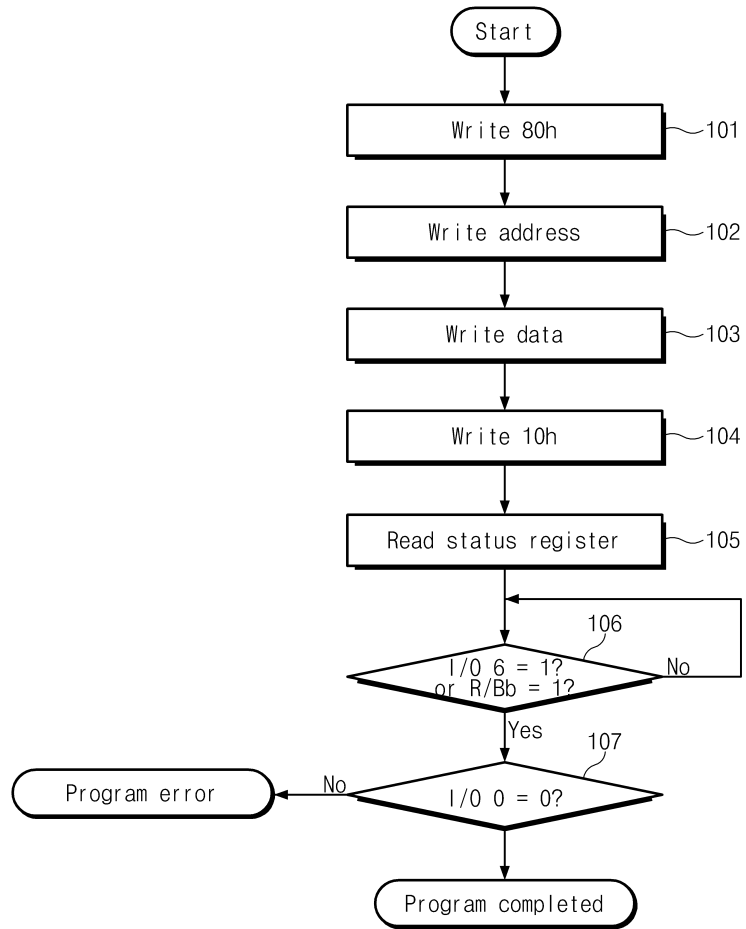 Start
Write 80h
101
Write address
102
Write data
103
Write 10h
104
Read status register
105
106
I/O 6 = 1?
or R/Bb = 1?
No
Yes
107
I/O 0 = 0?
No
Program error
Program completed